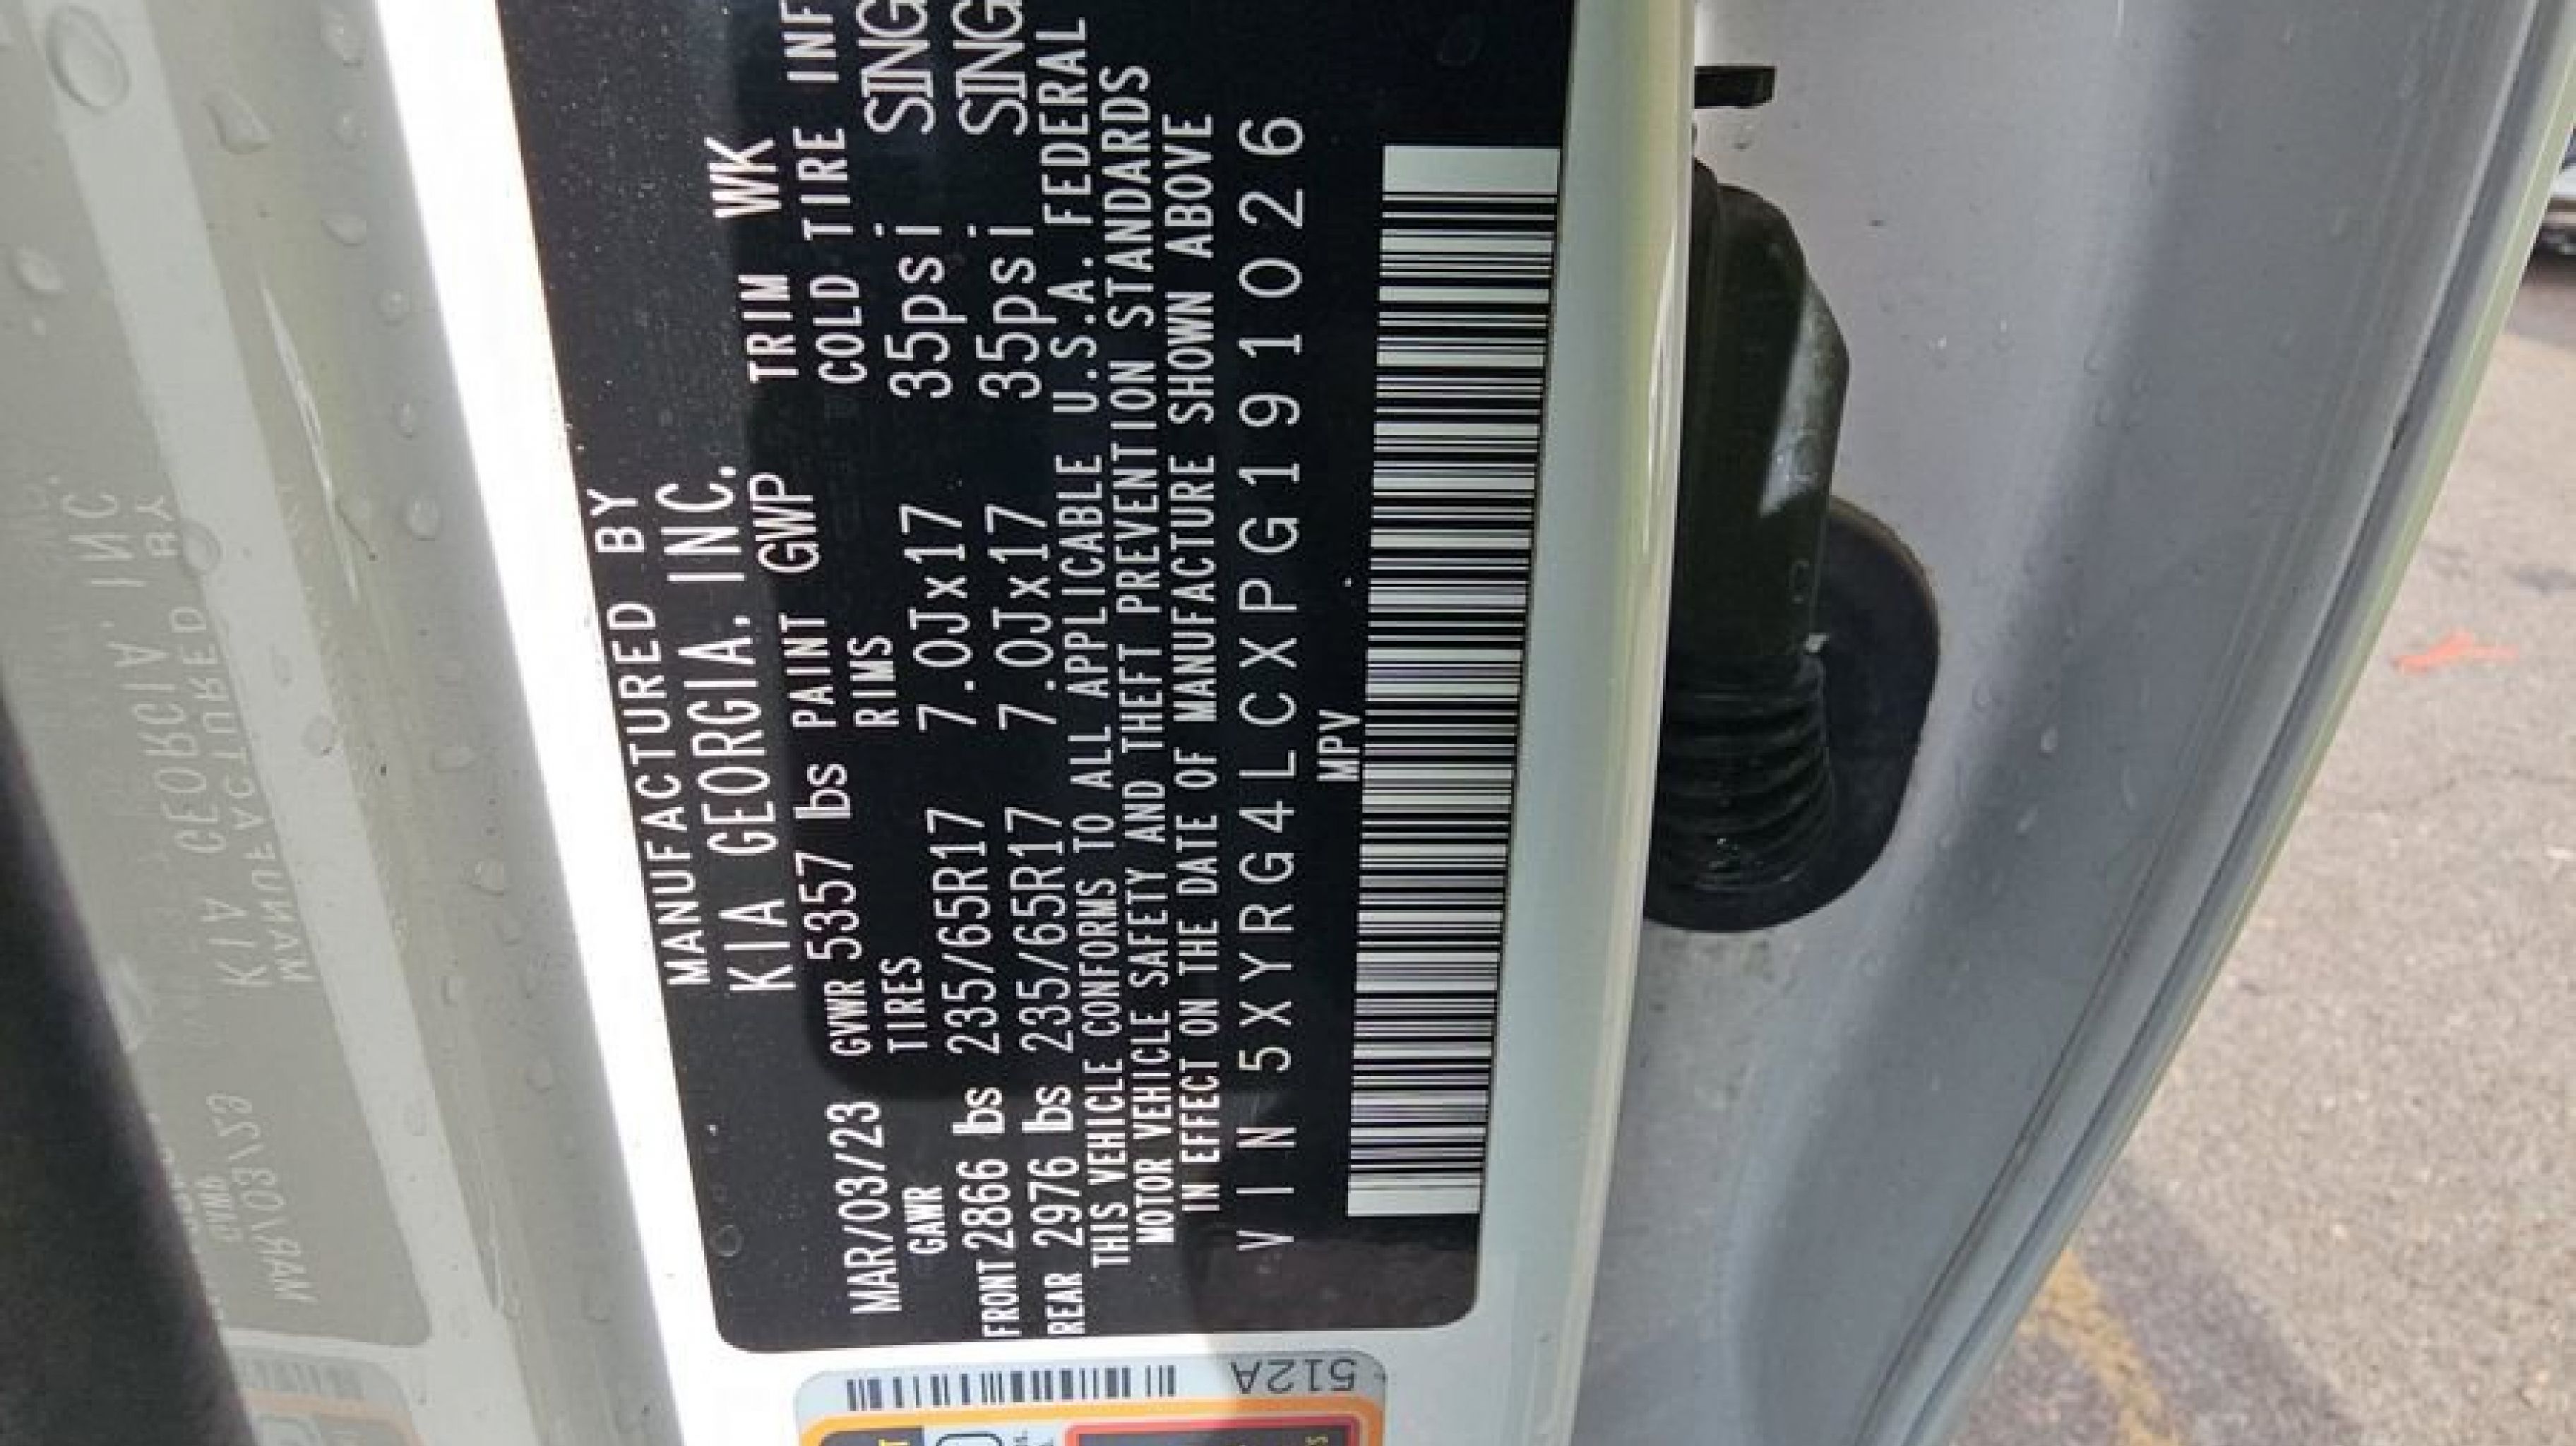 MANUFACTURED BY
KIA GEORGIA, INC.
MAR/03/23 GVWR 5357 lbs PAINT GWP TRIM WK
GAWR TIRES RIMS COLD TIRE INF
FRONT 2866 lbs 235/65R17 7.0Jx17 35psi SING
REAR 2976 lbs 235/65R17 7.0Jx17 35psi SING
THIS VEHICLE CONFORMS TO ALL APPLICABLE U.S.A. FEDERAL
MOTOR VEHICLE SAFETY AND THEFT PREVENTION STANDARDS
IN EFFECT ON THE DATE OF MANUFACTURE SHOWN ABOVE
VIN 5XYRG4LCXPG191026
MPV
512A